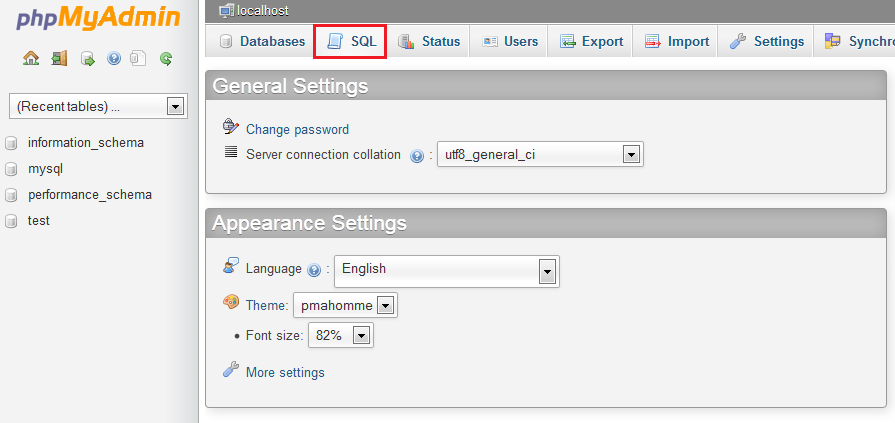 phpMyAdmin
localhost
Databases SQL Status Users Export Import Settings Synchro
(Recent tables) ...
information_schema
mysql
performance_schema
test
General Settings
Change password
Server connection collation : utf8_general_ci
Appearance Settings
Language : English
Theme: pmahomme
• Font size: 82%
More settings